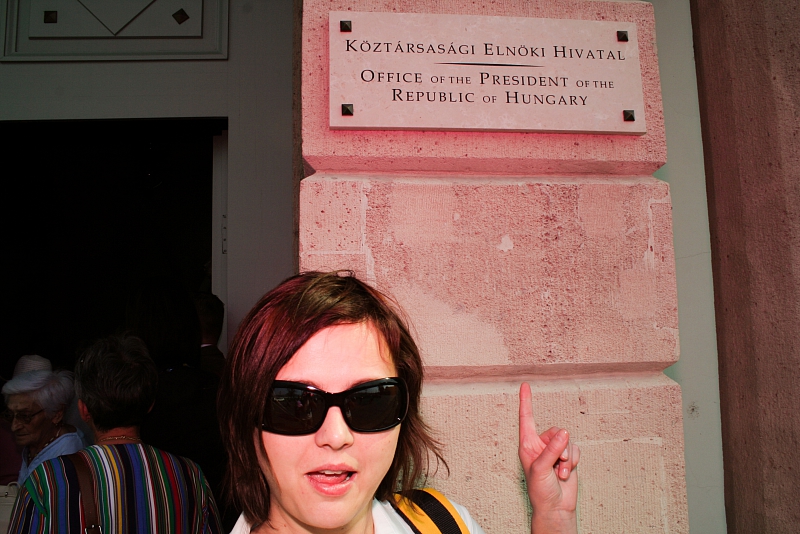 KÖZTÁRSASÁGI ELNÖKI HIVATAL
OFFICE OF THE PRESIDENT OF THE
REPUBLIC OF HUNGARY